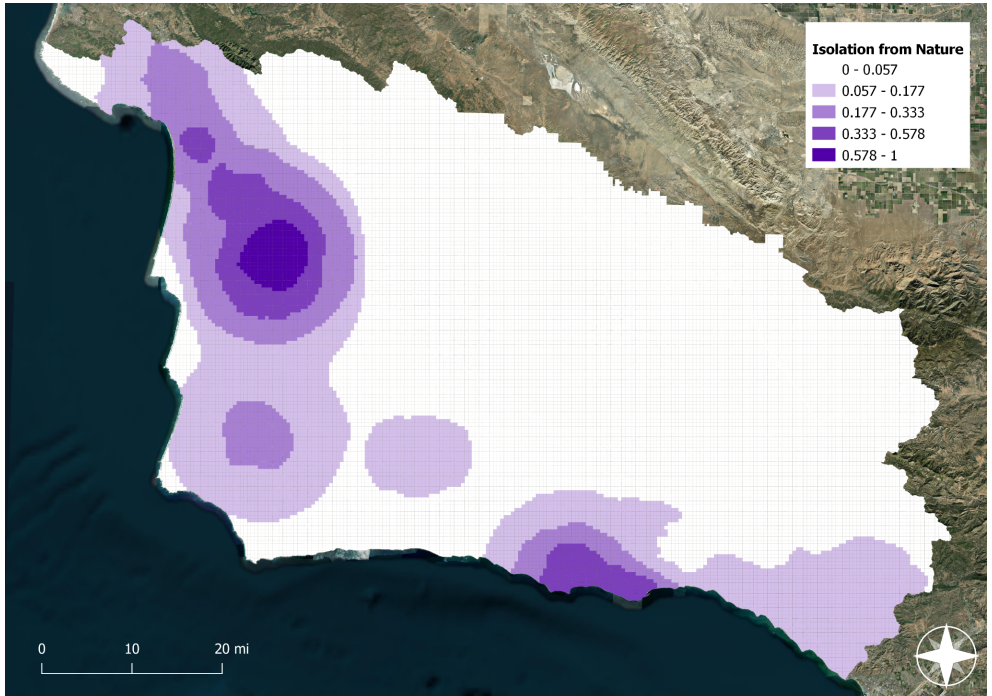 Isolation from Nature
0 - 0.057
0.057 - 0.177
0.177 - 0.333
0.333 - 0.578
0.578 - 1
0 10 20 mi